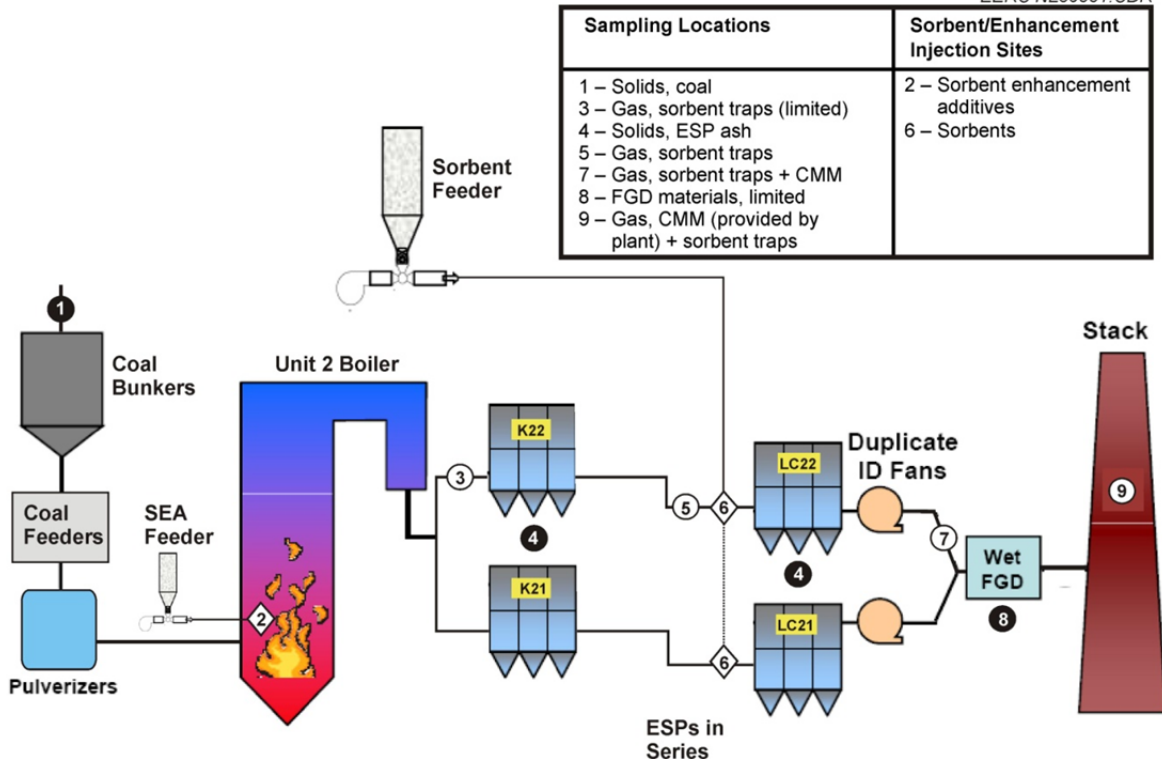 Sampling Locations
Sorbent/Enhancement
Injection Sites
1 – Solids, coal
3 – Gas, sorbent traps (limited)
4 – Solids, ESP ash
5 – Gas, sorbent traps
7 – Gas, sorbent traps + CMM
8 – FGD materials, limited
9 – Gas, CMM (provided by
plant) + sorbent traps
2 – Sorbent enhancement
additives
6 – Sorbents
Sorbent
Feeder
1
Coal
Bunkers
Unit 2 Boiler
Stack
K22
LC22
Duplicate
ID Fans
3
5
6
9
Coal
Feeders
SEA
Feeder
4
4
7
Wet
FGD
K21
LC21
2
8
6
Pulverizers
ESPs in
Series